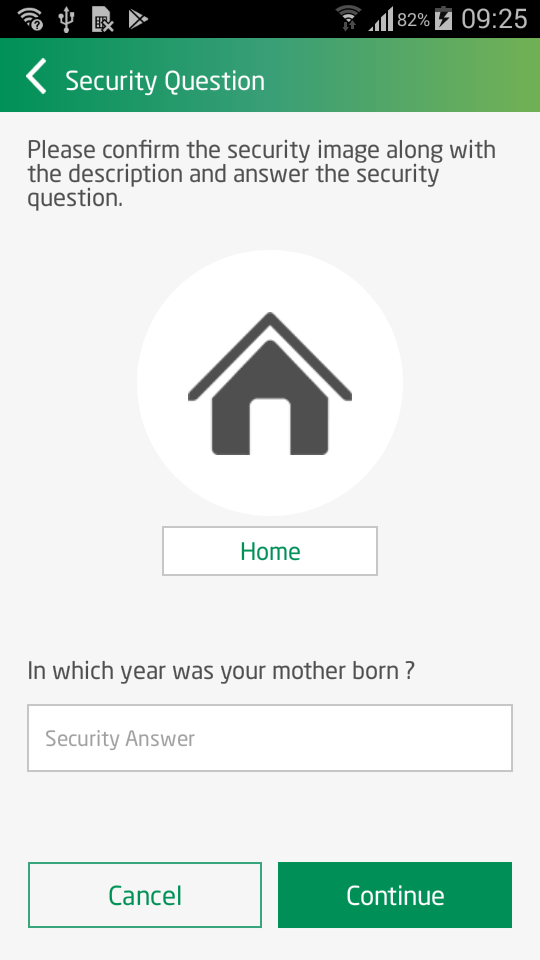 82% 09:25
Security Question
Please confirm the security image along with
the description and answer the security
question.
Home
In which year was your mother born ?
Security Answer
Cancel Continue